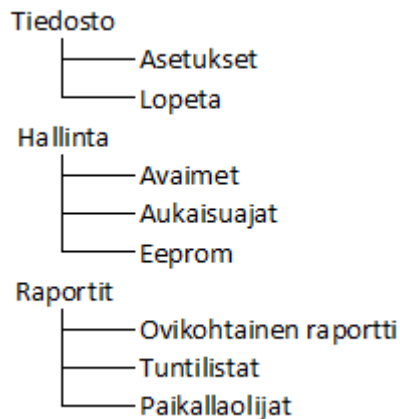 Tiedosto
Asetukset
Lopeta
Hallinta
Avaimet
Aukaisuajat
Eeprom
Raportit
Ovikohtainen raportti
Tuntilistat
Paikallaolijat